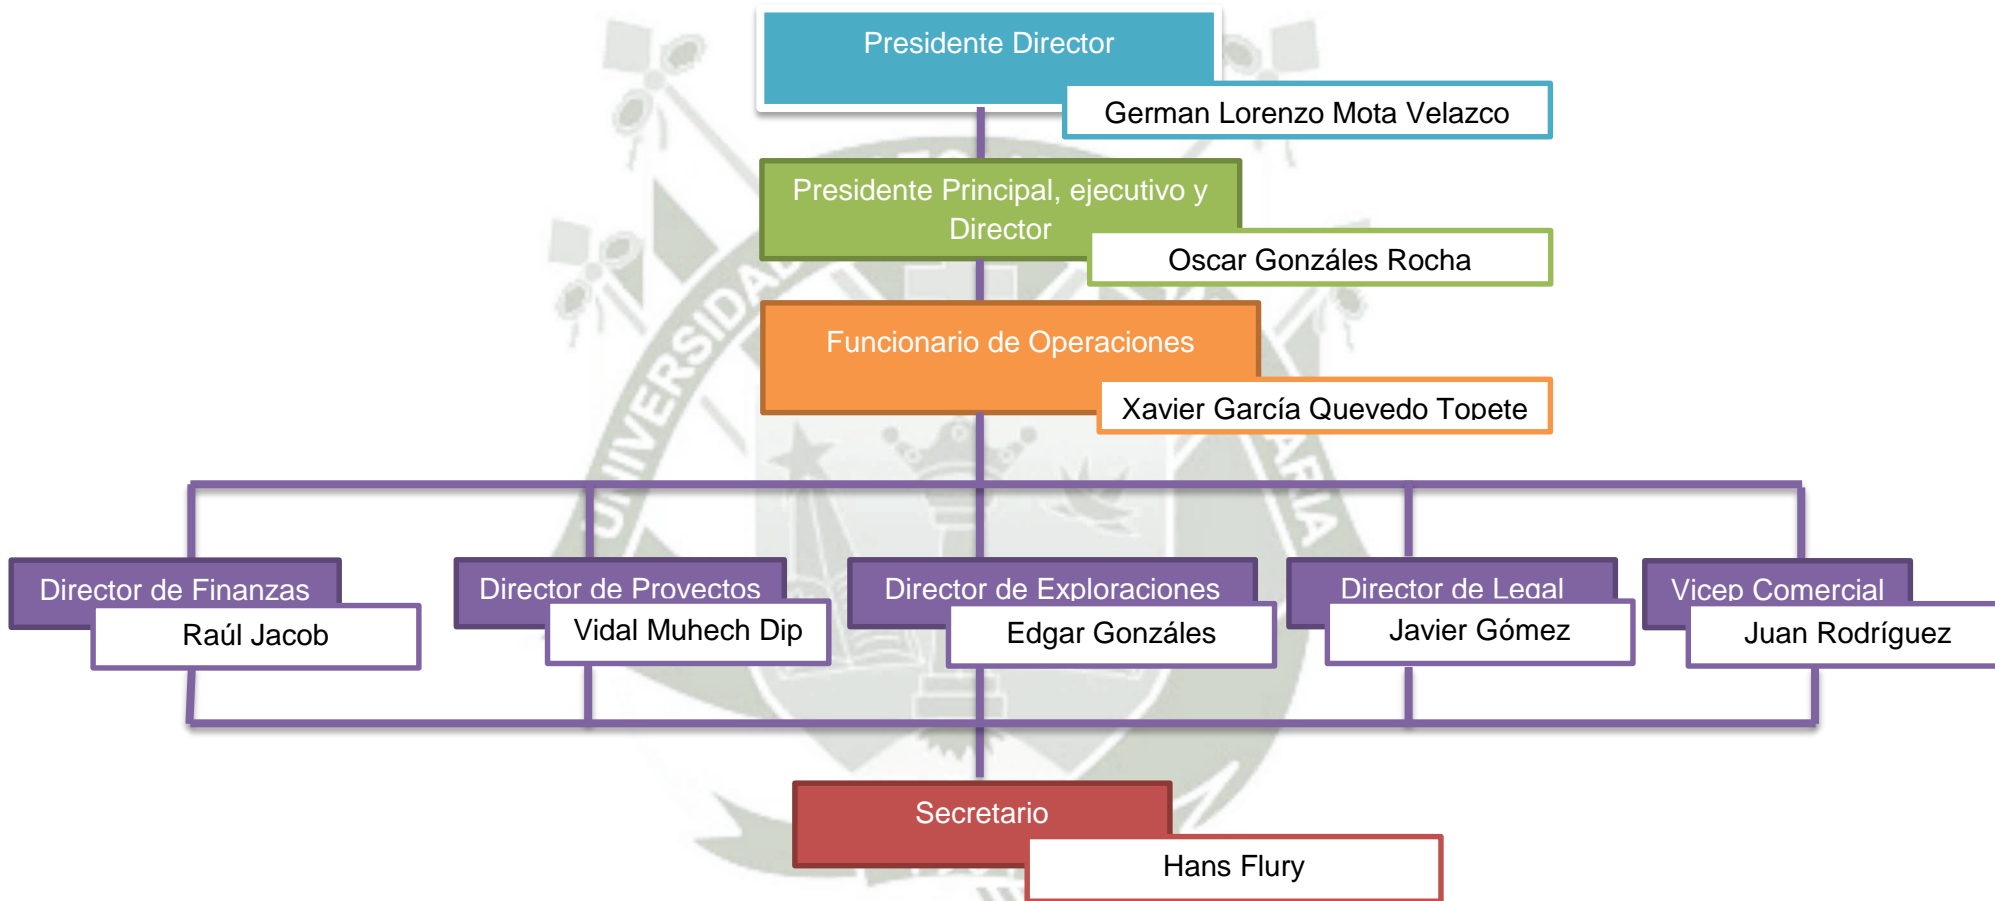 Presidente Director
German Lorenzo Mota Velazco
Presidente Principal, ejecutivo y
Director
Oscar Gonzáles Rocha
Funcionario de Operaciones
Xavier García Quevedo Topete
Director de Finanzas
Raúl Jacob
Director de Proyectos
Vidal Muhech Dip
Director de Exploraciones
Edgar Gonzáles
Director de Legal
Javier Gómez
Vicep Comercial
Juan Rodríguez
Secretario
Hans Flury
UNIVERSIDAD